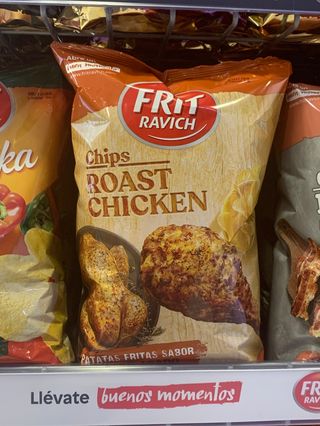 FRIT
RAVICH
Chips
ROAST
CHICKEN
PATATAS FRITAS SABOR
ka
Llévate buenos momentos
FRIT
RAVICH